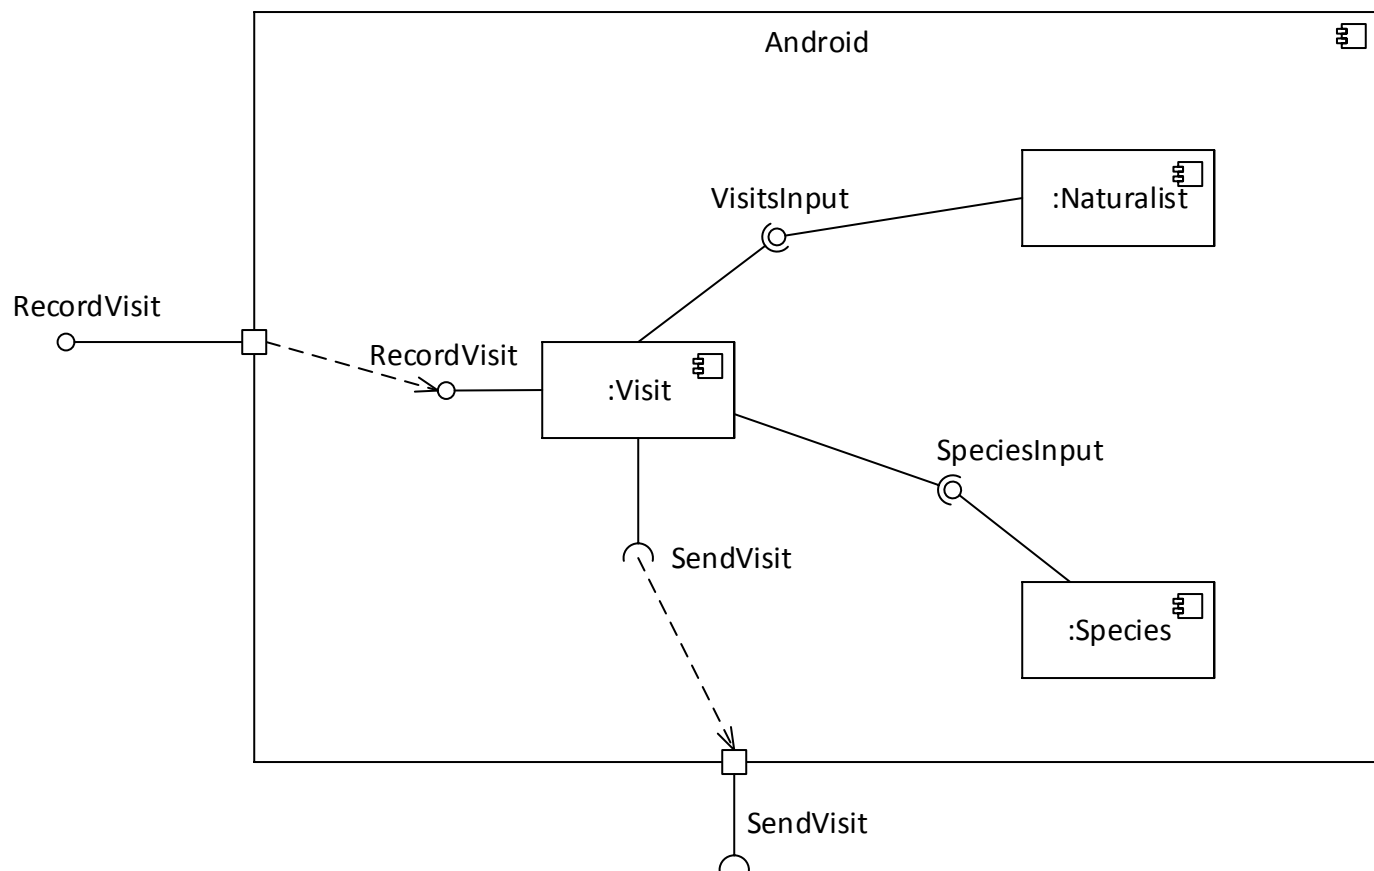 Android
VisitsInput
:Naturalist
RecordVisit
RecordVisit
:Visit
SpeciesInput
SendVisit
:Species
SendVisit